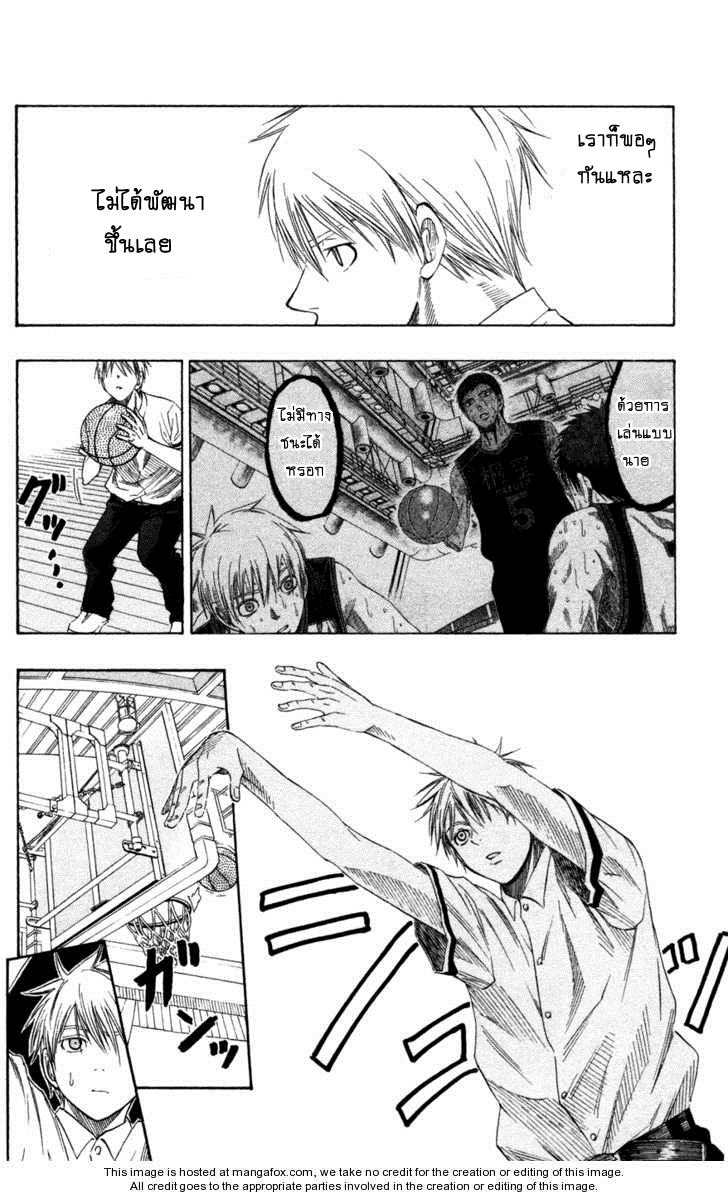 เราก็พอๆ
กันแหละ
ไม่ได้พัฒนา
ขึ้นเลย
ด้วยการ
เล่นแบบ
นาย
ไม่มีทาง
ชนะได้
หรอก
5
グッ...
ガンッ
This image is hosted at mangafox.com, we take no credit for the creation or editing of this image.
All credit goes to the appropriate parties involved in the creation or editing of this image.